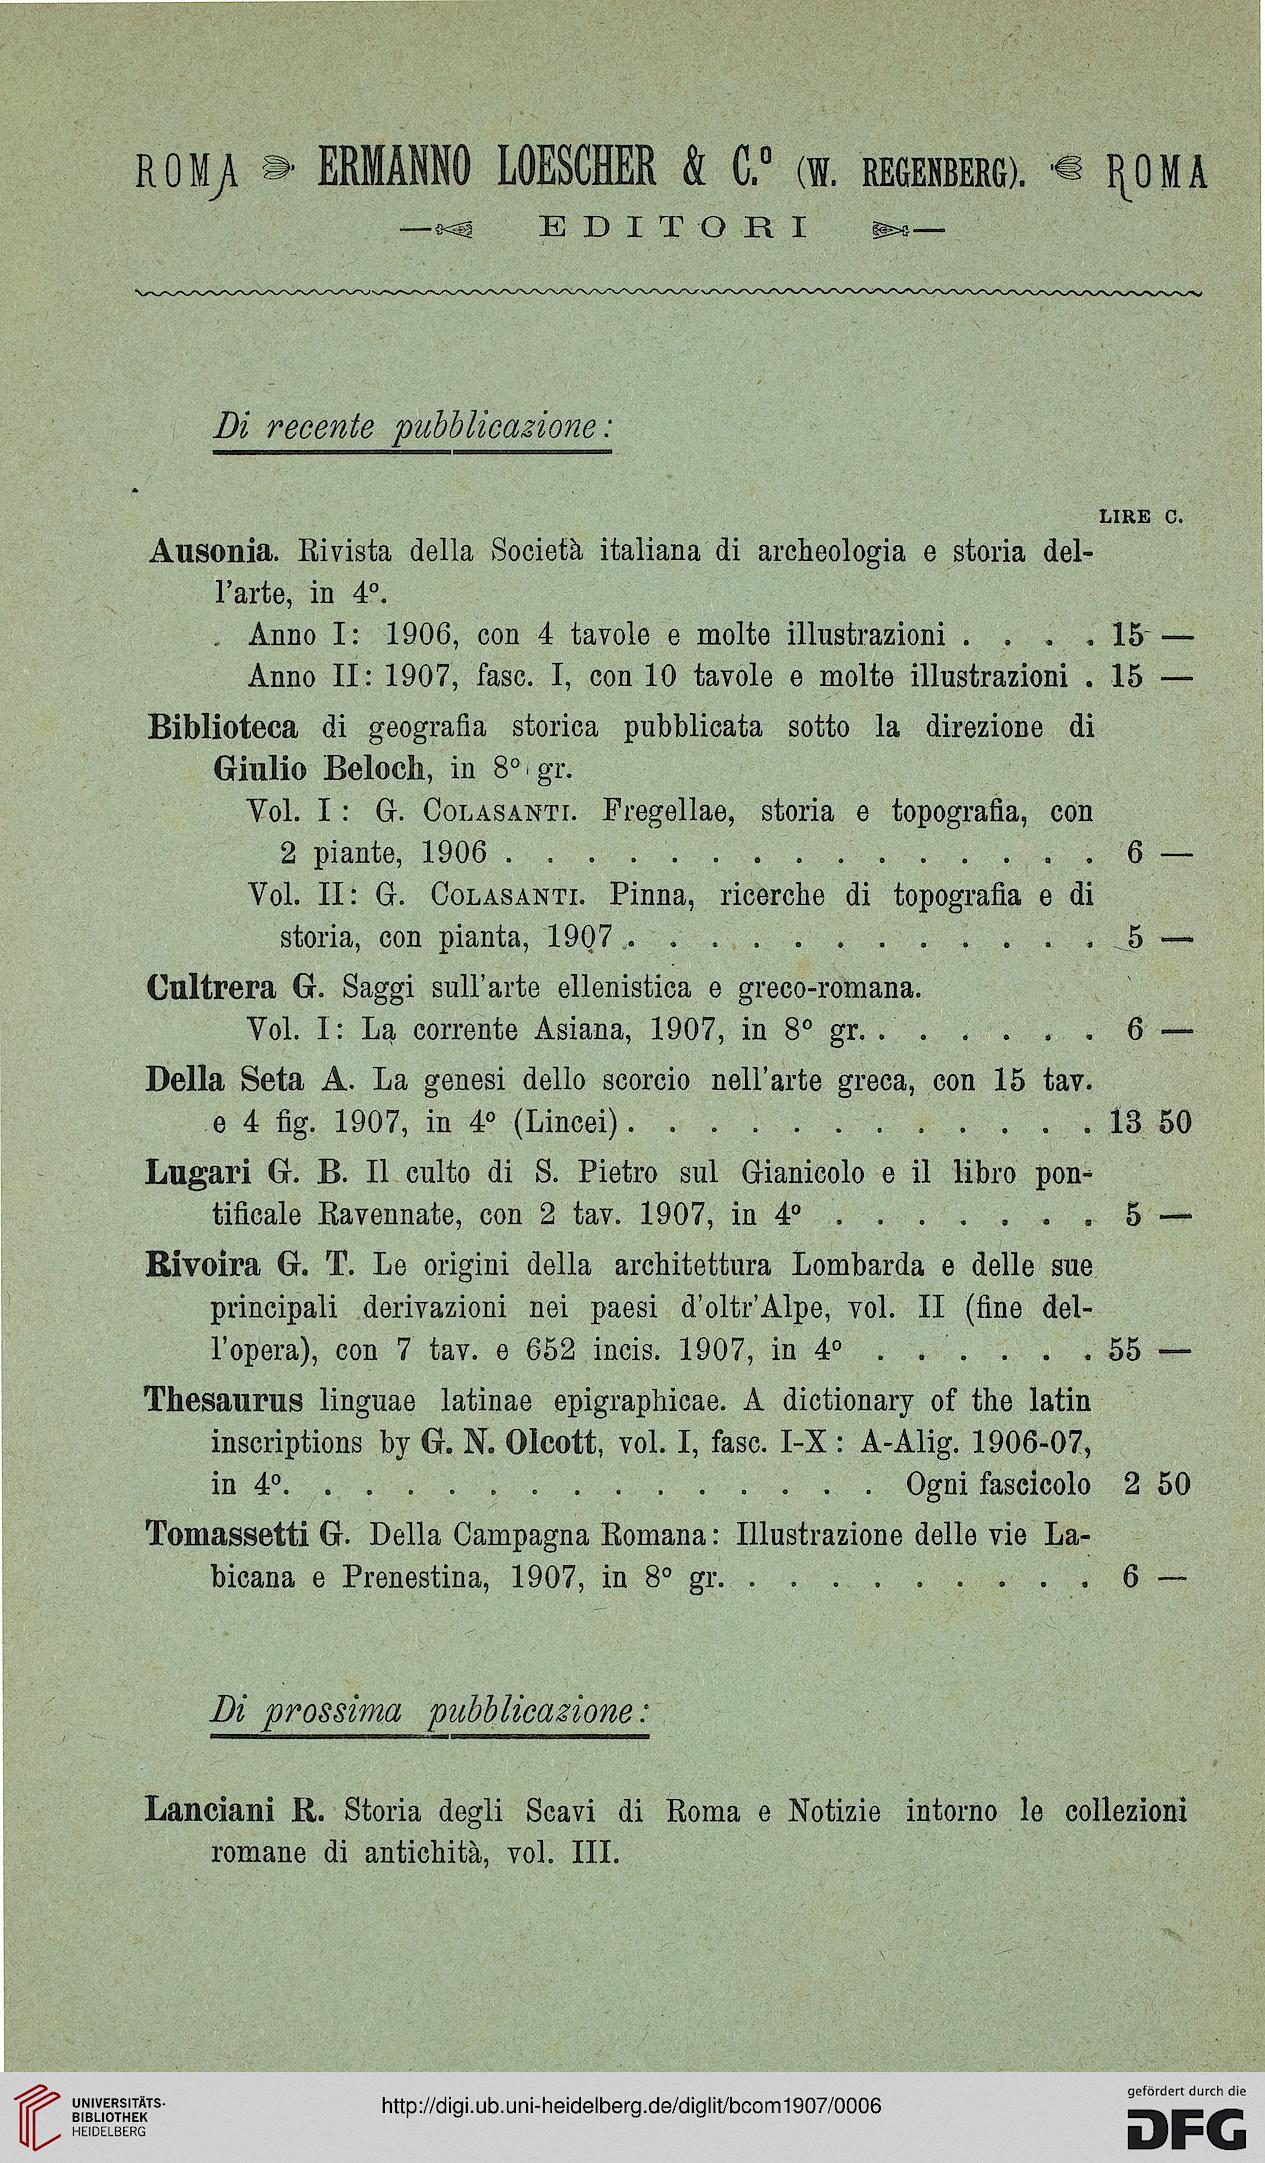 ROMA ERMANNO LOESCHER & C.º (W. REGENBERG). ROMA
EDITORI
Di recente pubblicazione:
LIRE C.
Ausonia. Rivista della Società italiana di archeologia e storia del-
l'arte, in 4º.
Anno I: 1906, con 4 tavole e molte illustrazioni . . . . 15 —
Anno II: 1907, fasc. I, con 10 tavole e molte illustrazioni . 15 —
Biblioteca di geografia storica pubblicata sotto la direzione di
Giulio Beloch, in 8º gr.
Vol. I: G. COLASANTI. Fregellae, storia e topografia, con
2 piante, 1906 . . . . . . . . . . . . . . . 6 —
Vol. II: G. COLASANTI. Pinna, ricerche di topografia e di
storia, con pianta, 1907 . . . . . . . . . . . . 5 —
Cultrera G. Saggi sull'arte ellenistica e greco-romana.
Vol. I: La corrente Asiana, 1907, in 8º gr. . . . . . . 6 —
Della Seta A. La genesi dello scorcio nell'arte greca, con 15 tav.
e 4 fig. 1907, in 4º (Lincei) . . . . . . . . . . . . 13 50
Lugari G. B. Il culto di S. Pietro sul Gianicolo e il libro pon-
tificale Ravennate, con 2 tav. 1907, in 4º . . . . . . . 5 —
Rivoira G. T. Le origini della architettura Lombarda e delle sue
principali derivazioni nei paesi d'oltr'Alpe, vol. II (fine del-
l'opera), con 7 tav. e 652 incis. 1907, in 4º . . . . . . 55 —
Thesaurus linguae latinae epigraphicae. A dictionary of the latin
inscriptions by G. N. Olcott, vol. I, fasc. I-X: A-Alig. 1906-07,
in 4º. . . . . . . . . . . . . . . Ogni fascicolo 2 50
Tomassetti G. Della Campagna Romana: Illustrazione delle vie La-
bicana e Prenestina, 1907, in 8º gr. . . . . . . . . . 6 —
Di prossima pubblicazione:
Lanciani R. Storia degli Scavi di Roma e Notizie intorno le collezioni
romane di antichità, vol. III.
UNIVERSITÄTS-
BIBLIOTHEK
HEIDELBERG
http://digi.ub.uni-heidelberg.de/diglit/bcom1907/0006
gefördert durch die
DFG